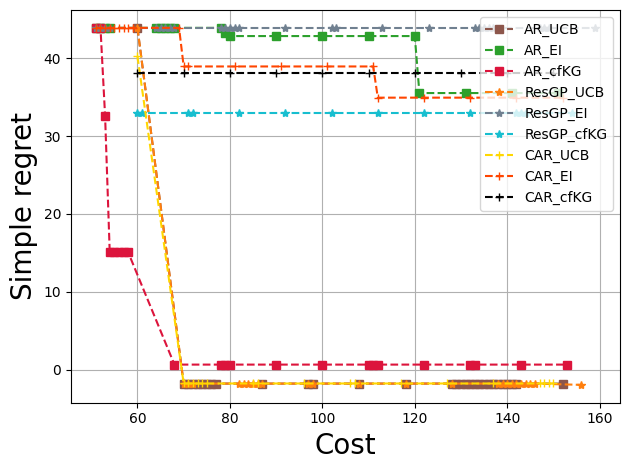 AR_UCB
AR_EI
AR_cfKG
ResGP_UCB
ResGP_EI
ResGP_cfKG
CAR_UCB
CAR_EI
CAR_cfKG
Simple regret
40
30
20
10
0
60
80
100
120
140
160
Cost